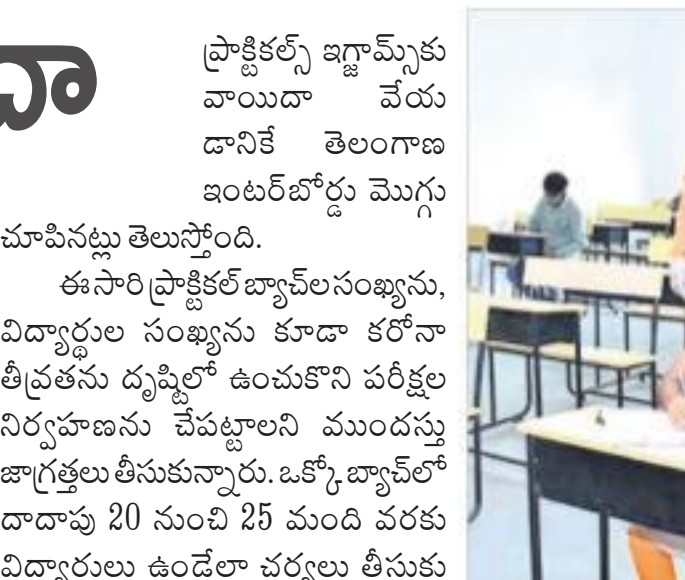 దా
ప్రాక్టికల్స్ ఇగ్జామ్స్‌కు
వాయిదా వేయ
డానికే తెలంగాణ
ఇంటర్‌బోర్డు మొగ్గు
చూపినట్లు తెలుస్తోంది.
ఈసారి ప్రాక్టికల్ బ్యాచ్‌ల సంఖ్యను,
విద్యార్థుల సంఖ్యను కూడా కరోనా
తీవ్రతను దృష్టిలో ఉంచుకొని పరీక్షల
నిర్వహణను చేపట్టాలని ముందస్తు
జాగ్రత్తలు తీసుకున్నారు. ఒక్కో బ్యాచ్‌లో
దాదాపు 20 నుంచి 25 మంది వరకు
విద్యార్థులు ఉండేలా చర్యలు తీసుకు